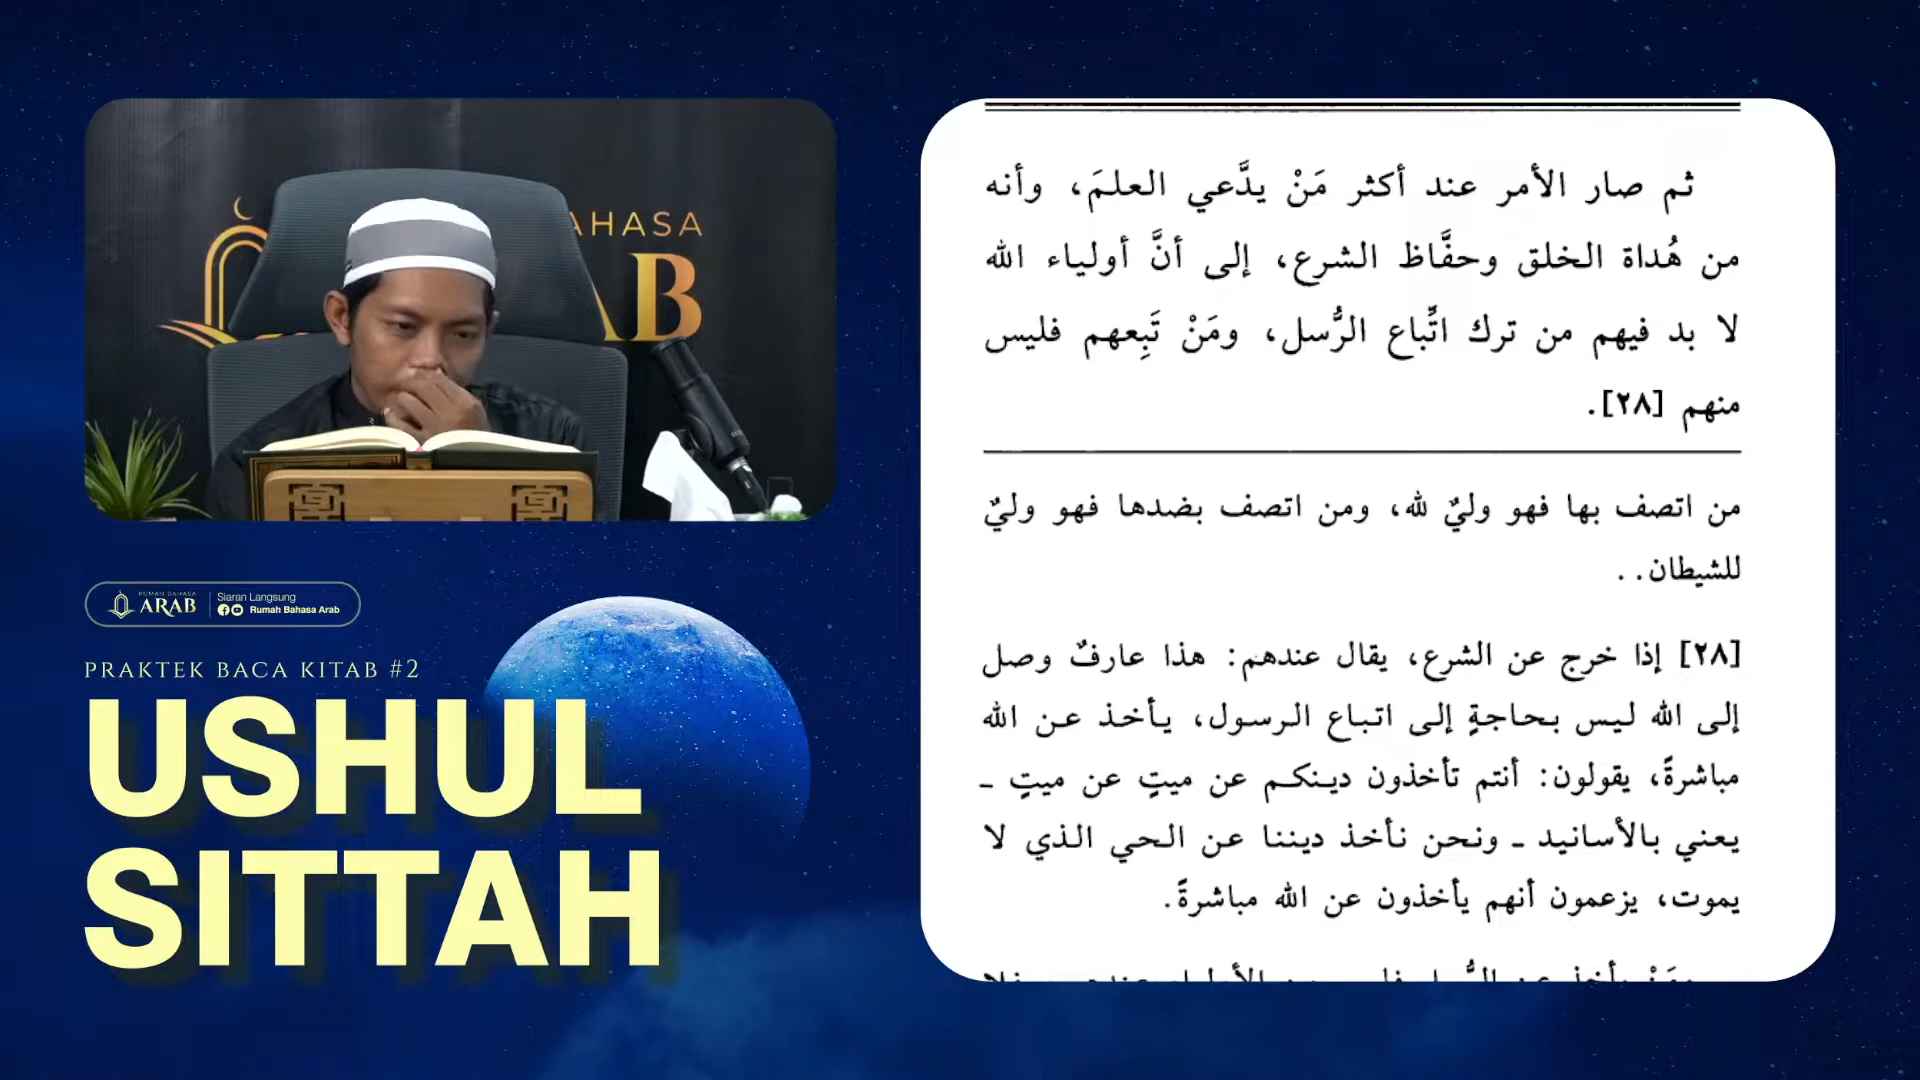 AHASA
AB
RUMAH BAHASA
ARAB
Siaran Langsung
Rumah Bahasa Arab
PRAKTEK BACA KITAB #2
USHUL
SITTAH
ثم صار الأمر عند أكثر مَنْ يدَّعي العلمَ، وأنه
من هُداة الخلق وحفَّاظ الشرع، إلى أنَّ أولياء الله
لا بد فيهم من ترك اتِّباع الرُّسل، ومَنْ تَبِعهم فليس
منهم [٢٨].
من اتصف بها فهو وليٌ لله، ومن اتصف بضدها فهو وليٌ
للشيطان..
[٢٨] إذا خرج عن الشرع، يقال عندهم: هذا عارفٌ وصل
إلى الله ليس بحاجةٍ إلى اتباع الرسول، يأخذ عن الله
مباشرةً، يقولون: أنتم تأخذون دينكم عن ميتٍ عن ميتٍ ـ
يعني بالأسانيد ـ ونحن نأخذ ديننا عن الحي الذي لا
يموت، يزعمون أنهم يأخذون عن الله مباشرةً.